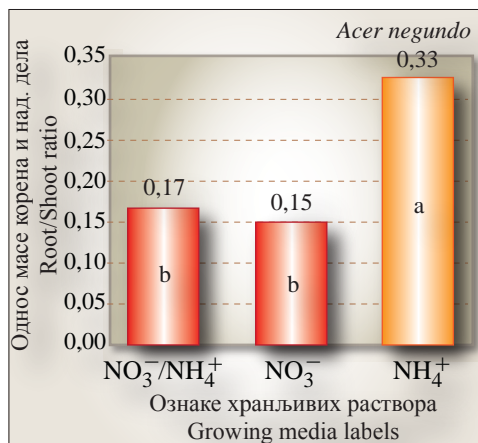 Acer negundo
Однос масе корена и над. дела
Root/Shoot ratio
0,35
0,30
0,25
0,20
0,15
0,10
0,05
0,00
0,17
0,15
0,33
b
b
a
NO₃⁻/NH₄⁺
NO₃⁻
NH₄⁺
Ознаке хранљивих раствора
Growing media labels